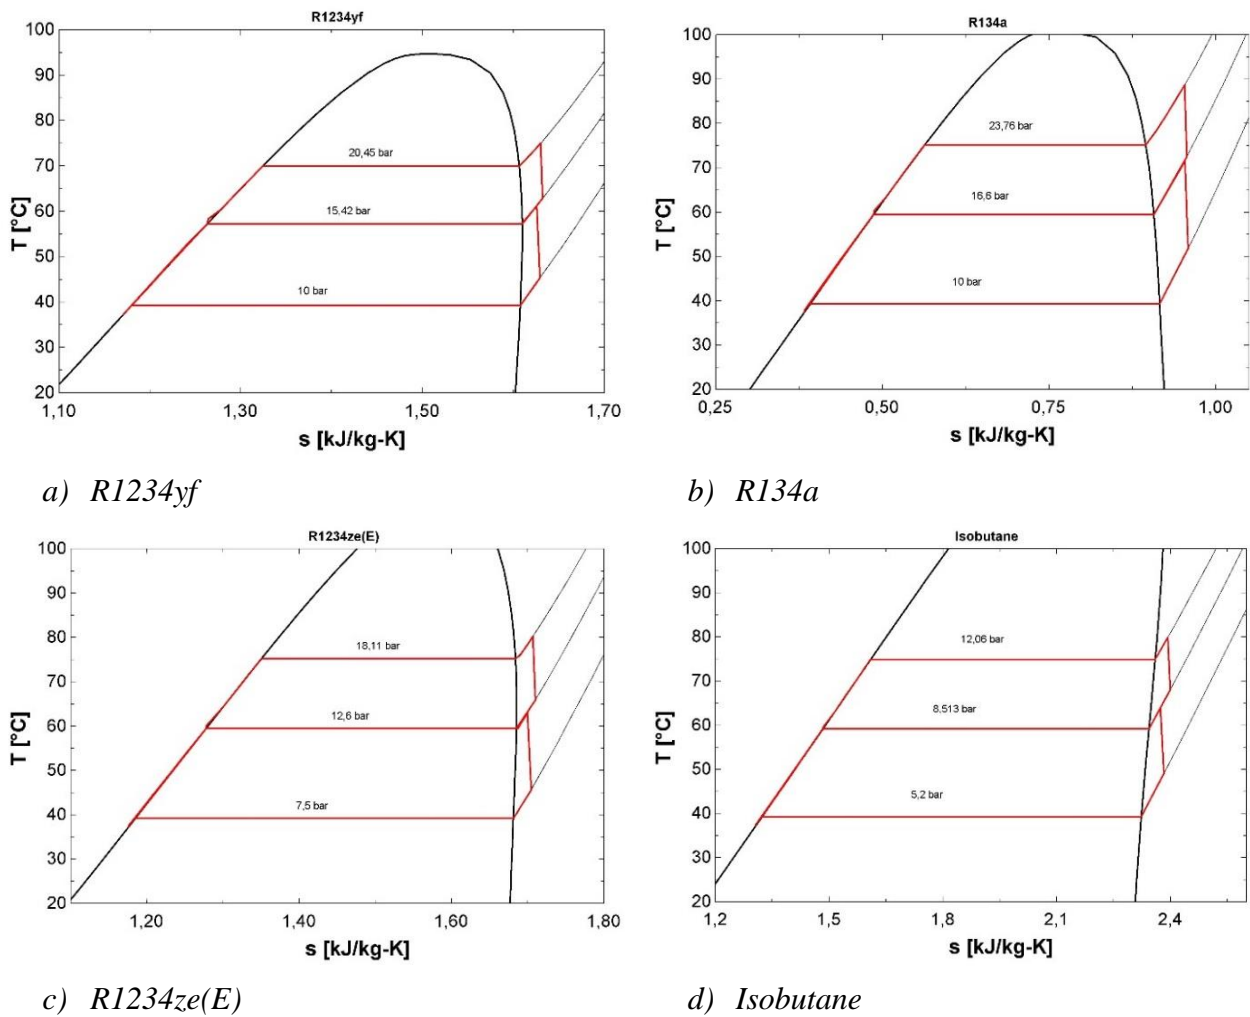 R1234yf
100
90
80
70
60
50
40
30
20
T [°C]
20,45 bar
15,42 bar
10 bar
1,10
1,30
1,50
1,70
s [kJ/kg-K]
a) R1234yf
R134a
100
90
80
70
60
50
40
30
20
T [°C]
23,76 bar
16,6 bar
10 bar
0,25
0,50
0,75
1,00
s [kJ/kg-K]
b) R134a
R1234ze(E)
100
90
80
70
60
50
40
30
20
T [°C]
18,11 bar
12,6 bar
7,5 bar
1,20
1,40
1,60
1,80
s [kJ/kg-K]
c) R1234ze(E)
Isobutane
100
90
80
70
60
50
40
30
20
T [°C]
12,06 bar
8,513 bar
5,2 bar
1,2
1,5
1,8
2,1
2,4
s [kJ/kg-K]
d) Isobutane